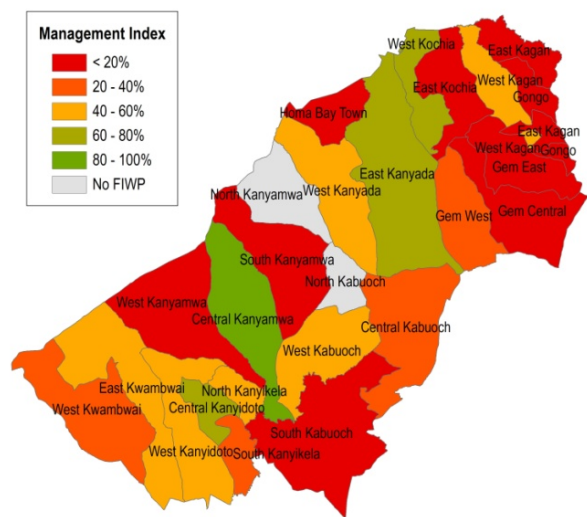 Management Index
< 20%
20 - 40%
40 - 60%
60 - 80%
80 - 100%
No FIWP
West Kochia
East Kagan
West Kagan
Gongo
East Kochia
Homa Bay Town
East Kagan
West Kagan
Gongo
Gem East
East Kanyada
West Kanyada
North Kanyamwa
Gem West
Gem Central
South Kanyamwa
North Kabuoch
West Kanyamwa
Central Kanyamwa
Central Kabuoch
West Kabuoch
East Kwambwai
North Kanyikela
West Kwambwai
Central Kanyidoto
South Kabuoch
West Kanyidoto
South Kanyikela